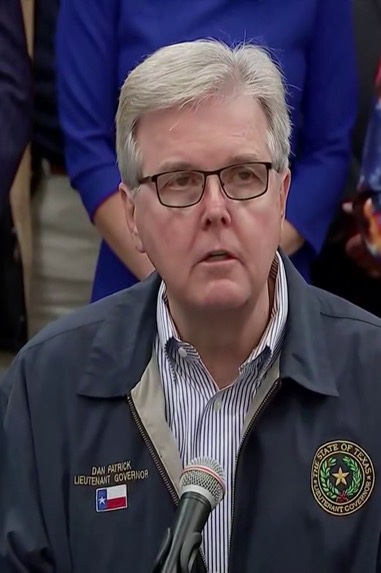 DAN PATRICK
LIEUTENANT GOVERNOR
THE STATE OF TEXAS
LIEUTENANT GOVERNOR